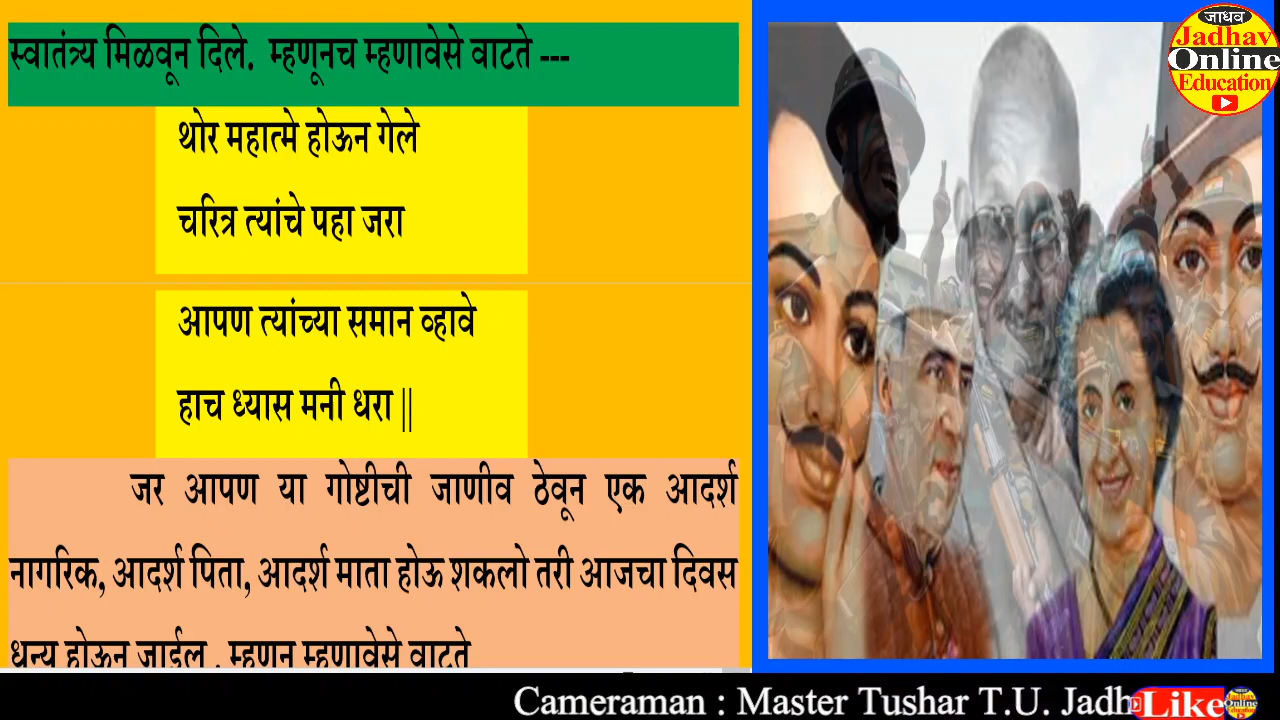 स्वातंत्र्य मिळवून दिले. म्हणूनच म्हणावेसे वाटते ---
थोर महात्मे होऊन गेले
चरित्र त्यांचे पहा जरा
आपण त्यांच्या समान व्हावे
हाच ध्यास मनी धरा ||
जर आपण या गोष्टीची जाणीव ठेवून एक आदर्श
नागरिक, आदर्श पिता, आदर्श माता होऊ शकलो तरी आजचा दिवस
धन्य होऊन जाईल . म्हणून म्हणावेसे वाटते
जाधव
Jadhav
Online
Education
Cameraman : Master Tushar T.U. Jadh
Like